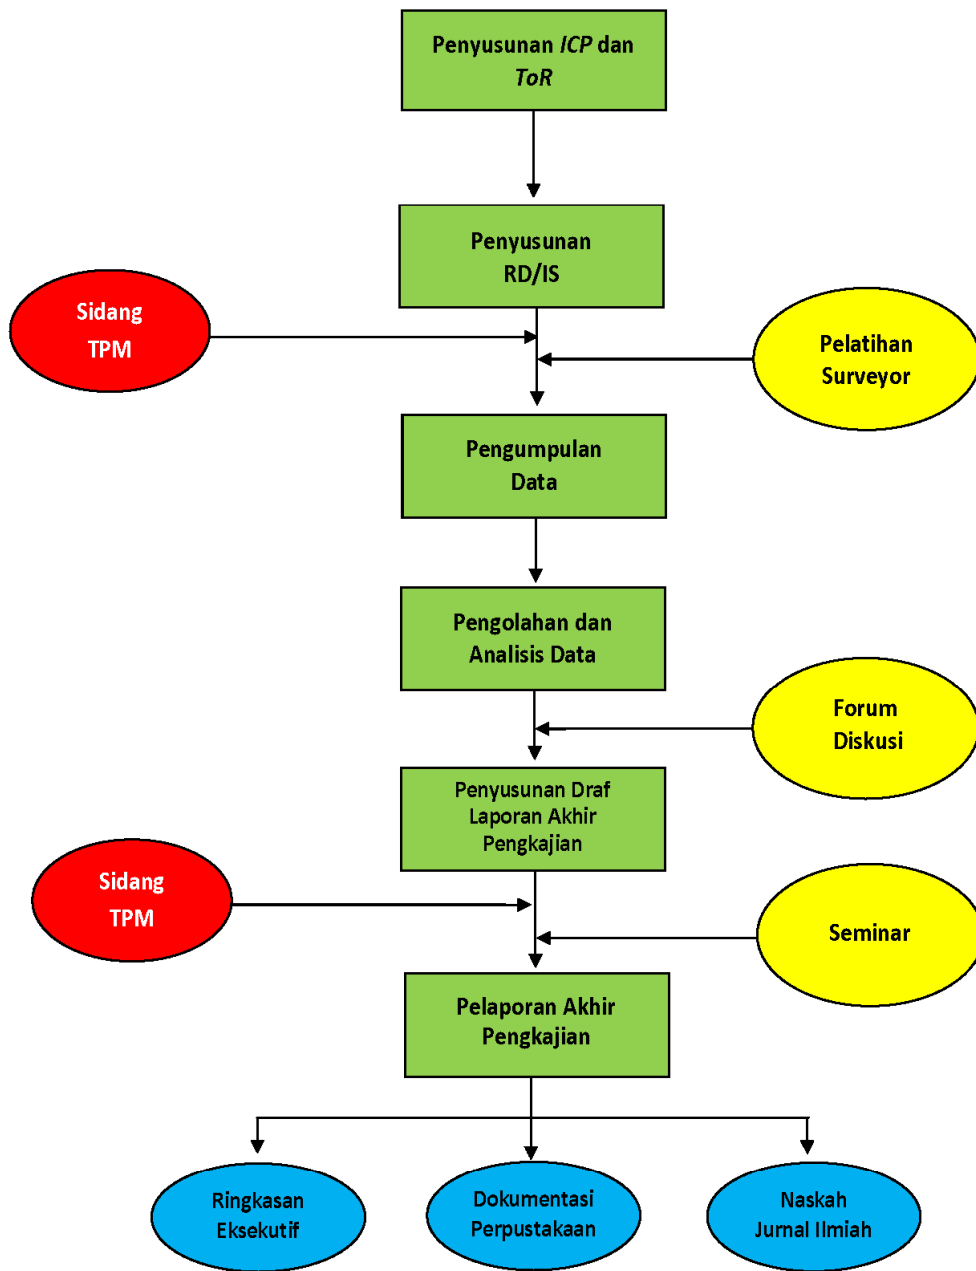 Penyusunan ICP dan
ToR
Penyusunan
RD/IS
Sidang
TPM
Pelatihan
Surveyor
Pengumpulan
Data
Pengolahan dan
Analisis Data
Forum
Diskusi
Penyusunan Draf
Laporan Akhir
Pengkajian
Sidang
TPM
Seminar
Pelaporan Akhir
Pengkajian
Ringkasan
Eksekutif
Dokumentasi
Perpustakaan
Naskah
Jurnal Ilmiah